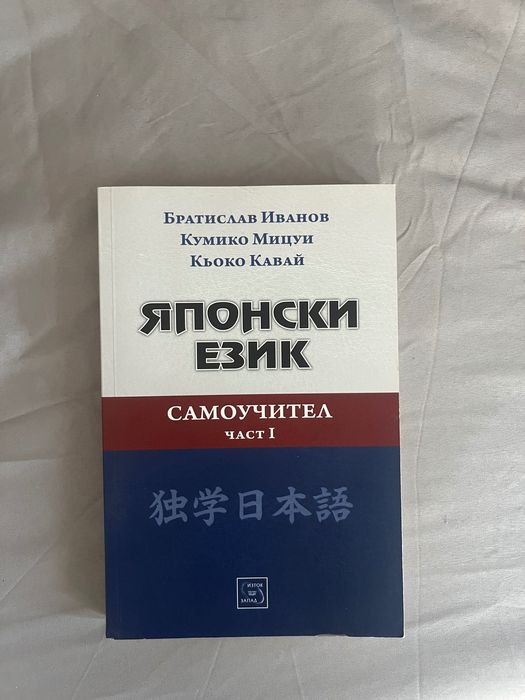 Братислав Иванов
Кумико Мицуи
Кьоко Кавай
ЯПОНСКИ
ЕЗИК
САМОУЧИТЕЛ
ЧАСТ I
独学日本語
ИЗТОК
ЗАПАД